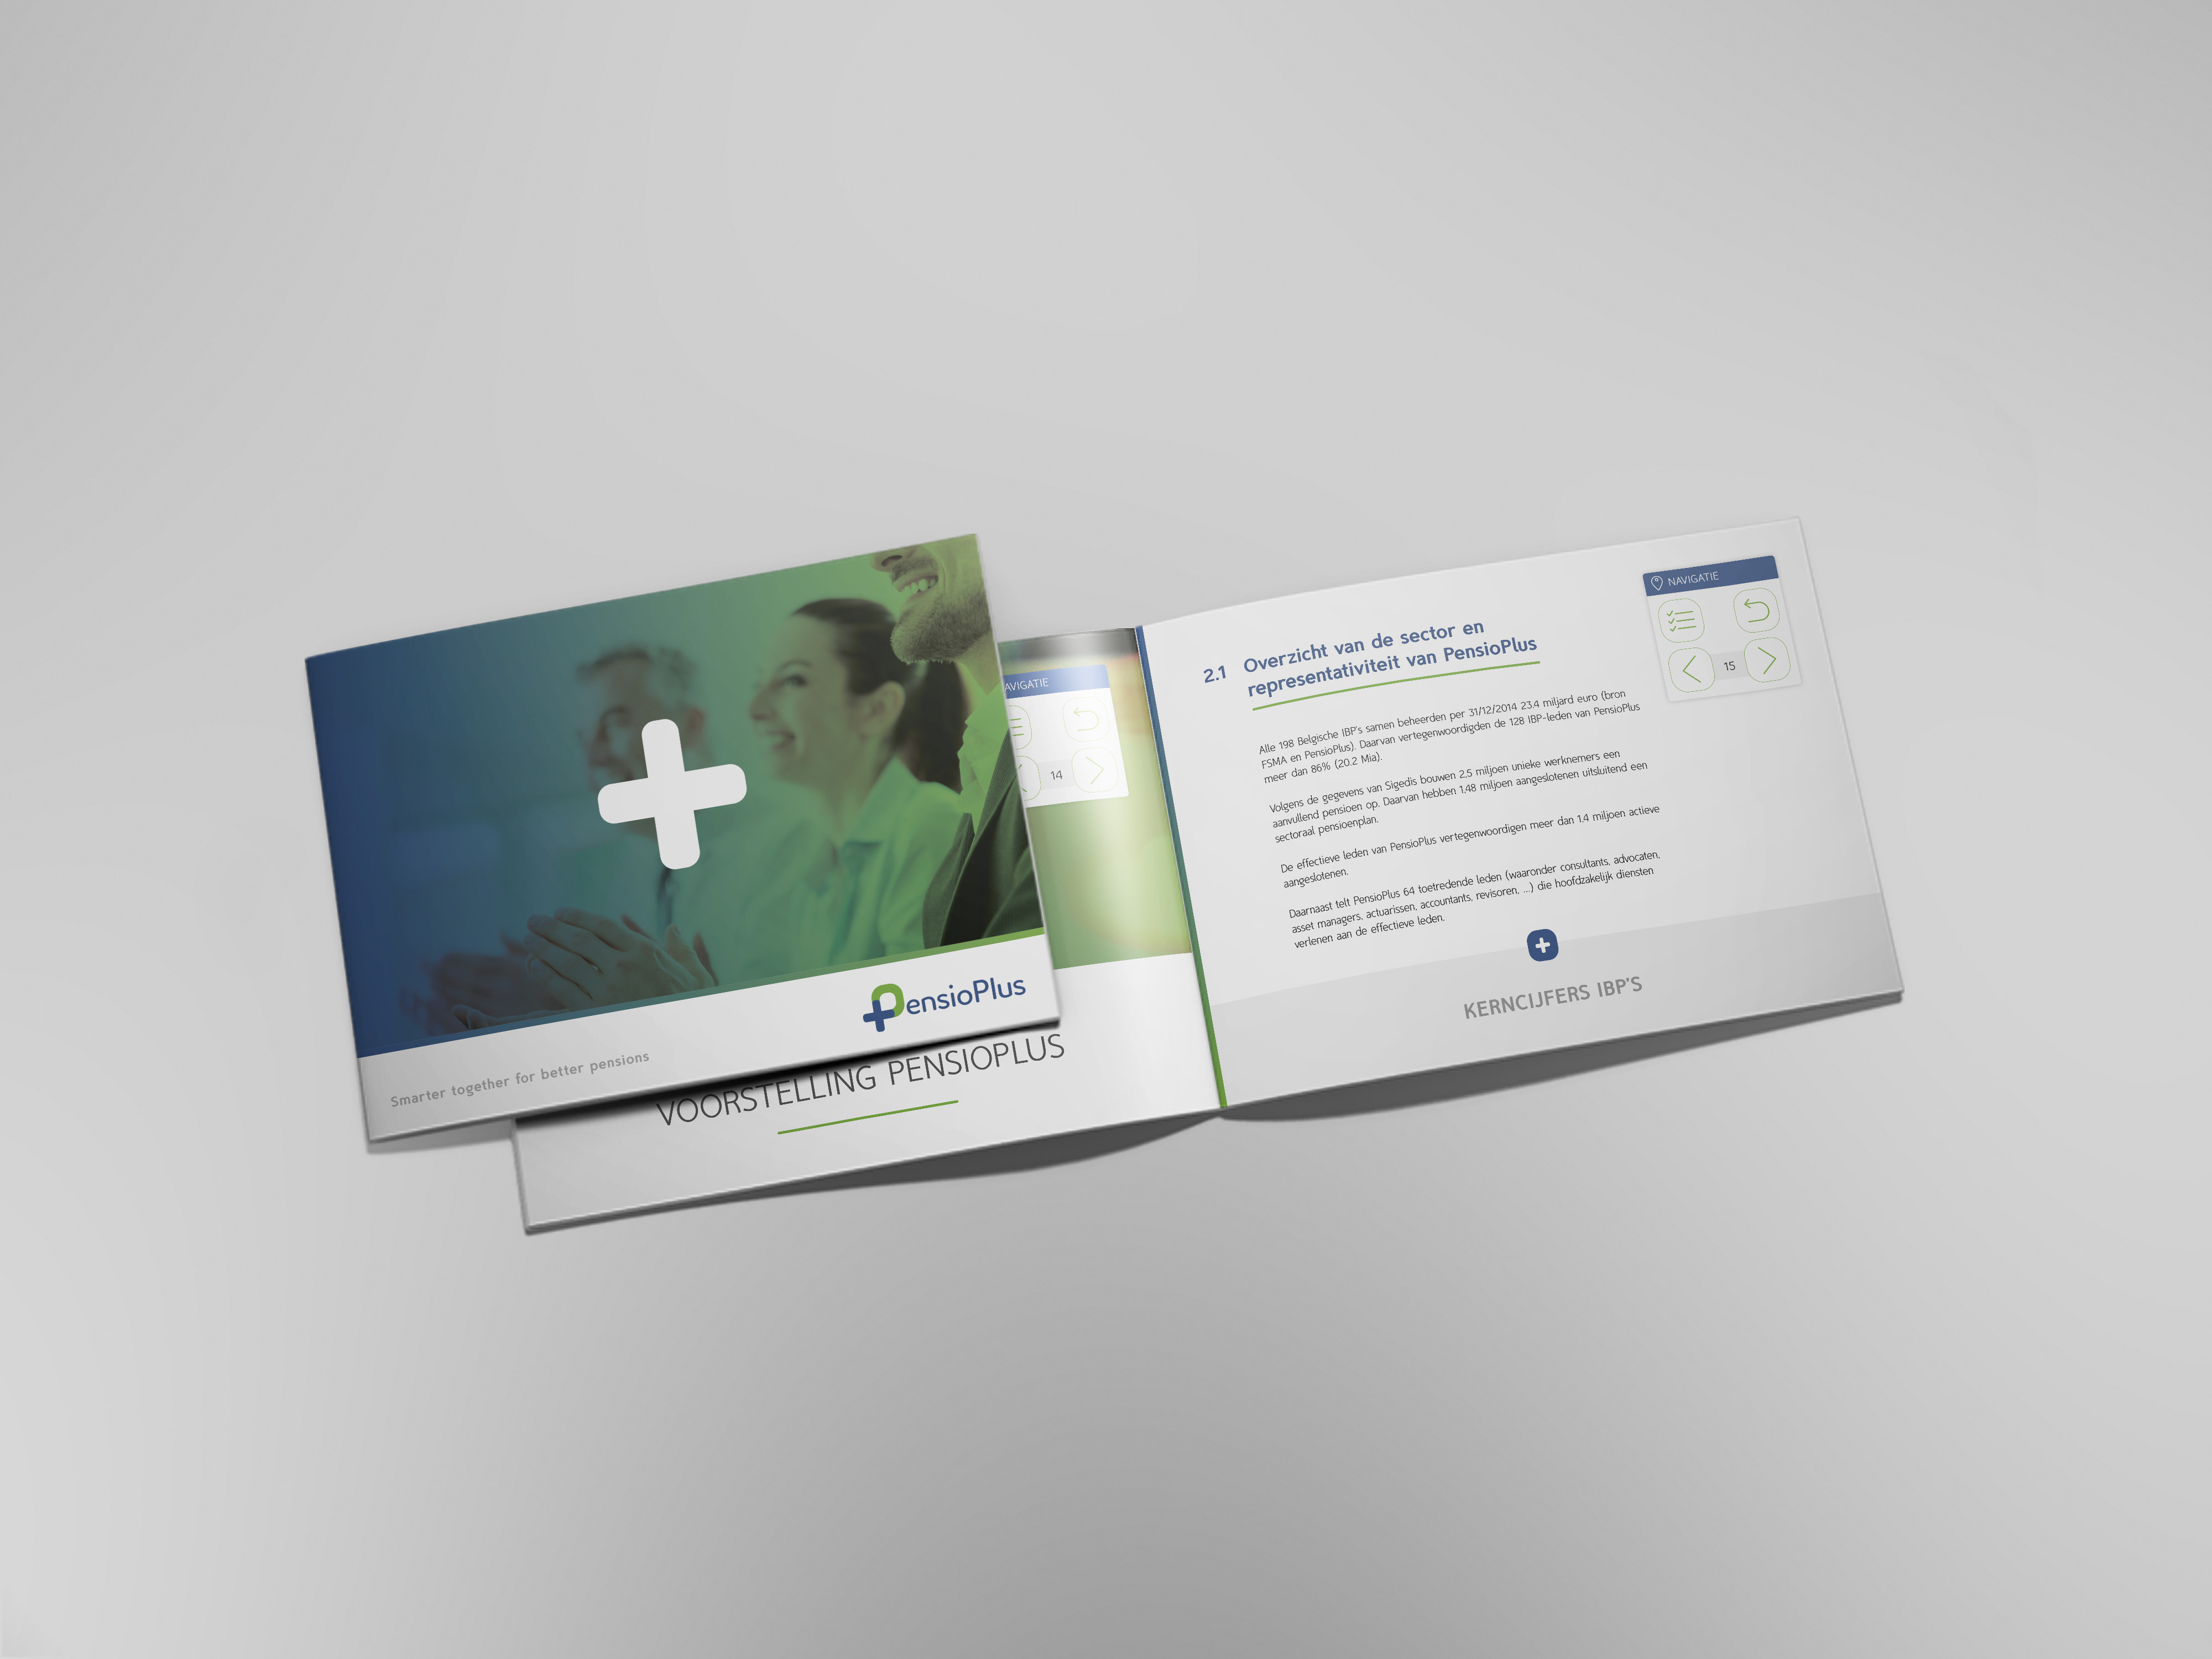 PensioPlus
Smarter together for better pensions
AVIGATIE
14
VOORSTELLING PENSIOPLUS
NAVIGATIE
15
2.1 Overzicht van de sector en
representativiteit van PensioPlus
Alle 198 Belgische IBP's samen beheerden per 31/12/2014 23.4 miljard euro (bron
FSMA en PensioPlus). Daarvan vertegenwoordigden de 128 IBP-leden van PensioPlus
meer dan 86% (20.2 Mia).
Volgens de gegevens van Sigedis bouwen 2,5 miljoen unieke werknemers een
aanvullend pensioen op. Daarvan hebben 1,48 miljoen aangeslotenen uitsluitend een
sectoraal pensioenplan.
De effectieve leden van PensioPlus vertegenwoordigen meer dan 1,4 miljoen actieve
aangeslotenen.
Daarnaast telt PensioPlus 64 toetredende leden (waaronder consultants, advocaten,
asset managers, actuarissen, accountants, revisoren, ...) die hoofdzakelijk diensten
verlenen aan de effectieve leden.
KERNCIJFERS IBP'S